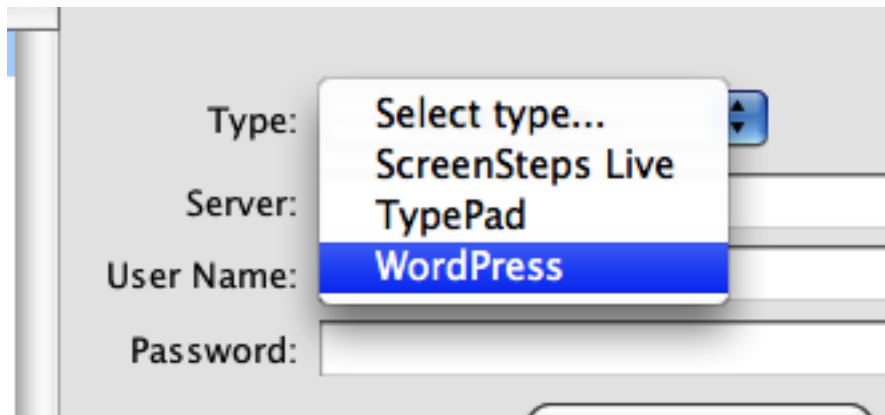 Type:
Select type...
ScreenSteps Live
TypePad
WordPress
Server:
User Name:
Password: